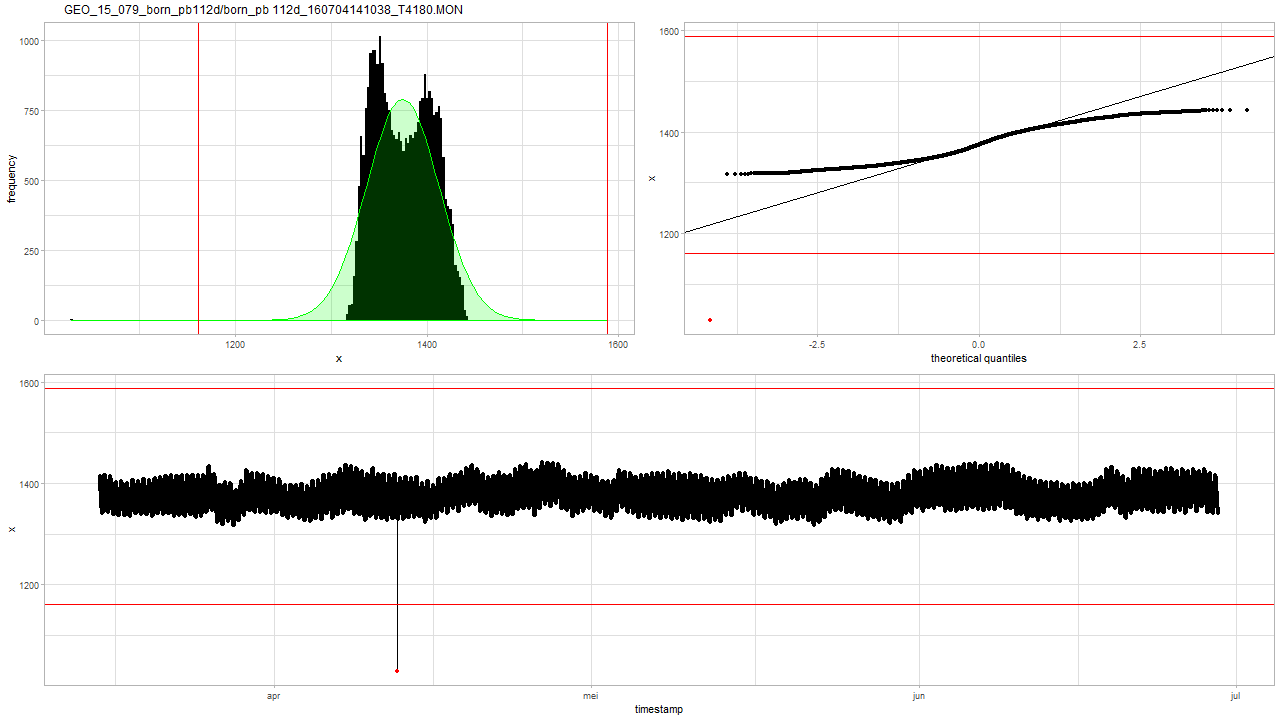 GEO_15_079_born_pb112d/born_pb 112d_160704141038_T4180.MON
frequency
1000
750
500
250
0
1200
1400
1600
x
x
1600
1400
1200
-2.5
0.0
2.5
theoretical quantiles
x
1600
1400
1200
apr
mei
jun
jul
timestamp